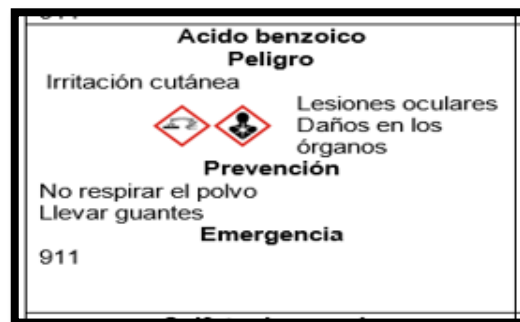 911
Acido benzoico
Peligro
Irritación cutánea
Lesiones oculares
Daños en los
órganos
Prevención
No respirar el polvo
Llevar guantes
Emergencia
911